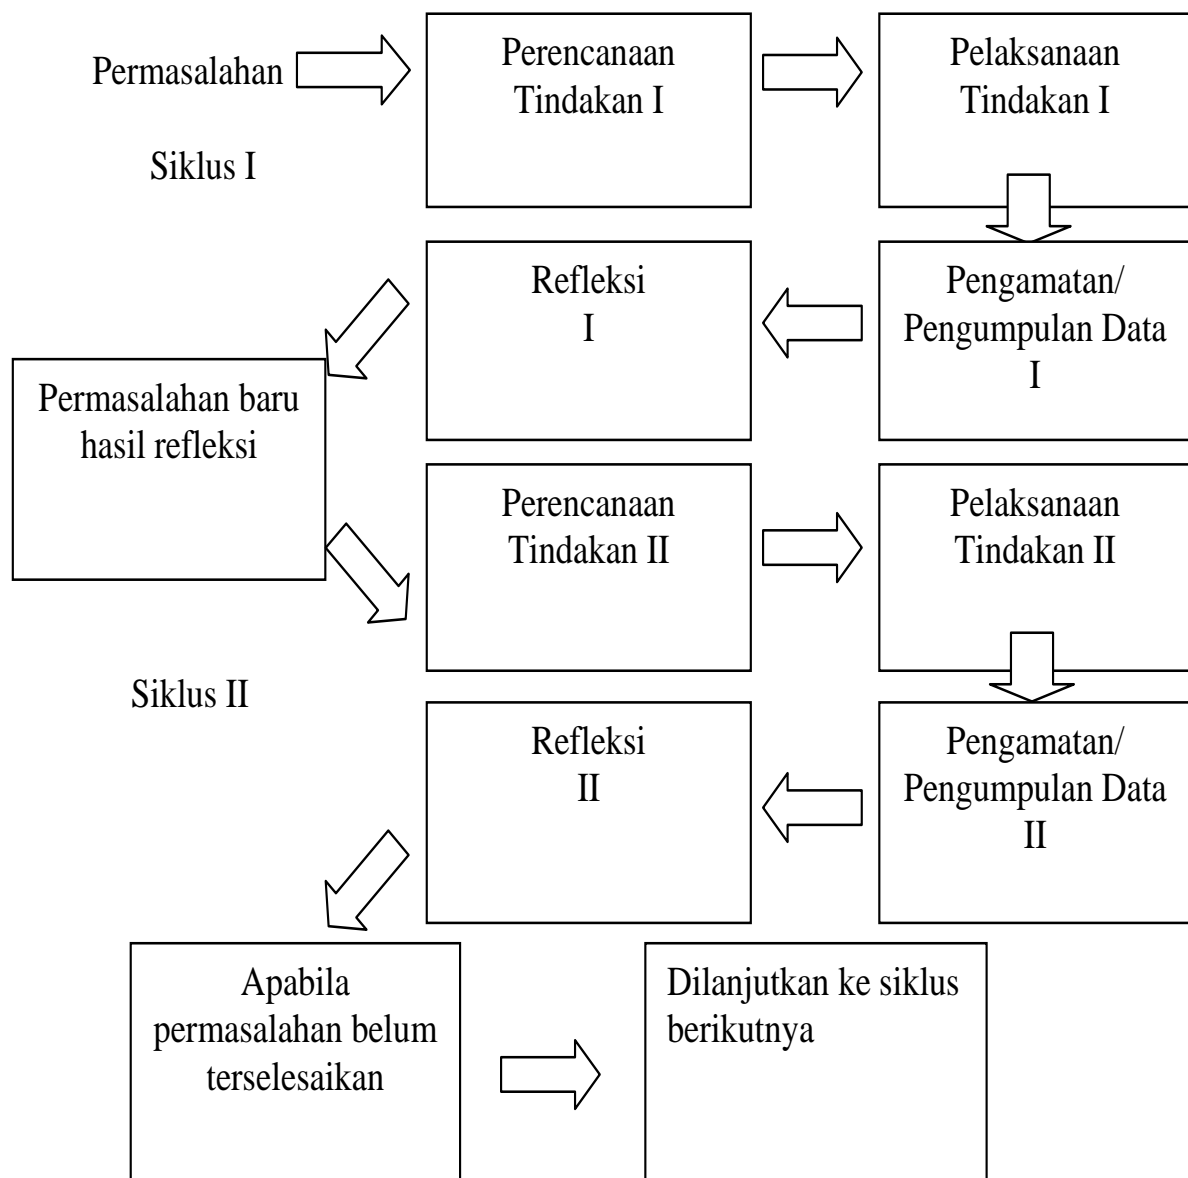 Permasalahan
Perencanaan
Tindakan I
Pelaksanaan
Tindakan I
Siklus I
Refleksi
I
Pengamatan/
Pengumpulan Data
I
Permasalahan baru
hasil refleksi
Perencanaan
Tindakan II
Pelaksanaan
Tindakan II
Siklus II
Refleksi
II
Pengamatan/
Pengumpulan Data
II
Apabila
permasalahan belum
terselesaikan
Dilanjutkan ke siklus
berikutnya